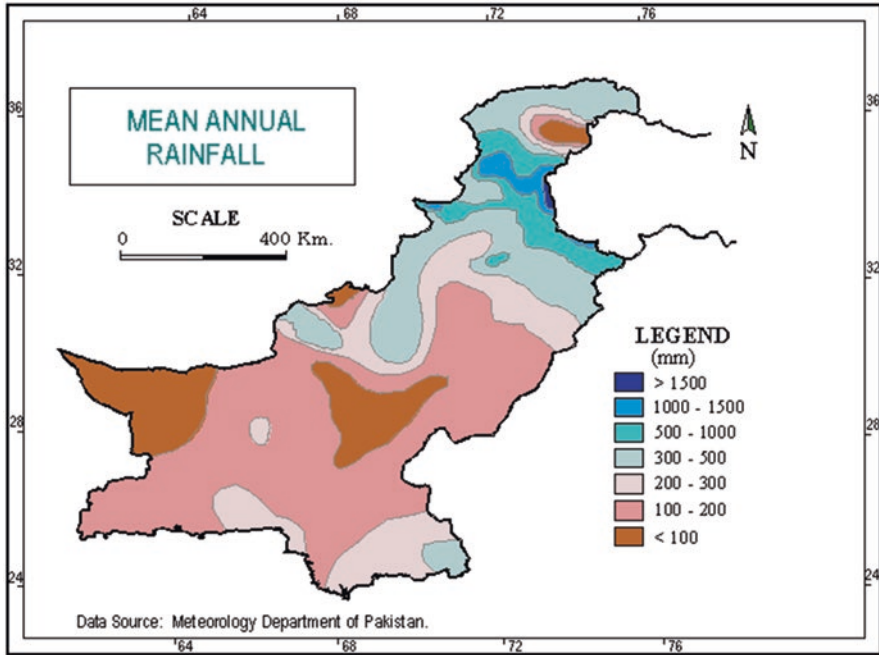 64 68 72 76
MEAN ANNUAL
RAINFALL
SCALE
0 400 Km.
N
36
36
32
32
28
28
24
24
LEGEND
(mm)
> 1500
1000 - 1500
500 - 1000
300 - 500
200 - 300
100 - 200
< 100
Data Source: Meteorology Department of Pakistan.
64 68 72 76